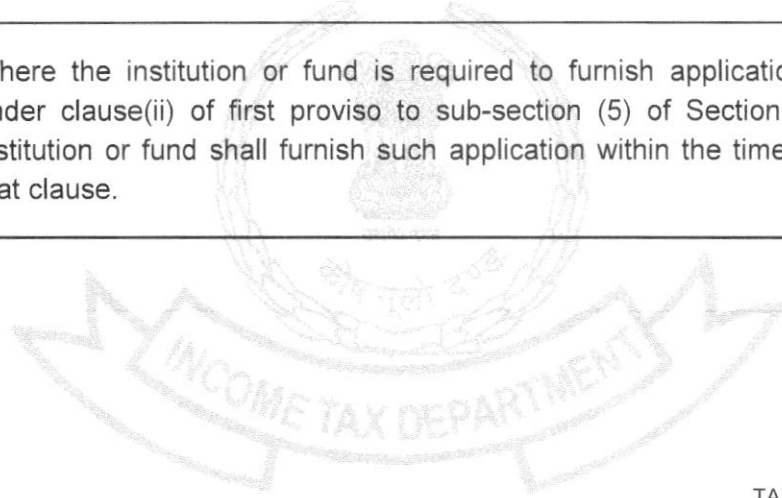 here the institution or fund is required to furnish applicatio
nder clause(ii) of first proviso to sub-section (5) of Section
stitution or fund shall furnish such application within the time
at clause.
कोष मूलो दण्ड
INCOME TAX DEPARTMENT
TA